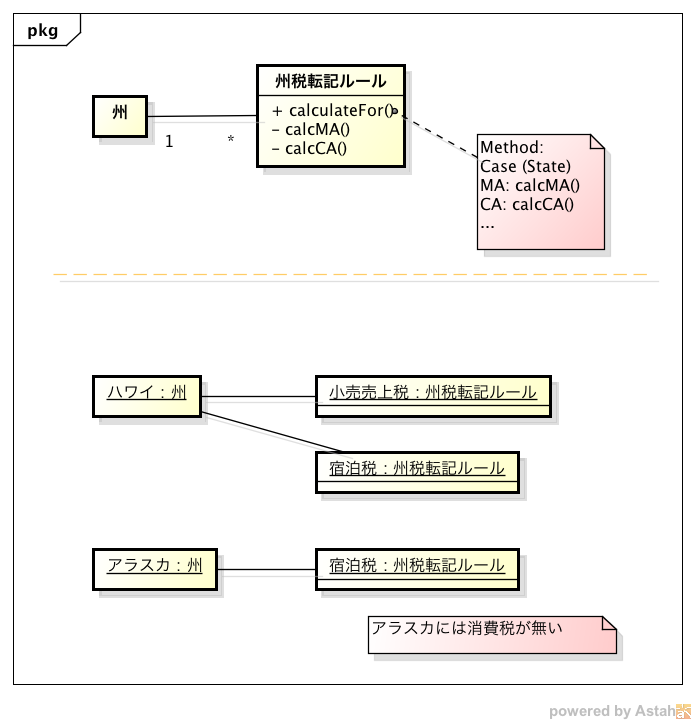 pkg
州
1
*
州税転記ルール
+ calculateFor()
- calcMA()
- calcCA()
Method:
Case (State)
MA: calcMA()
CA: calcCA()
...
ハワイ : 州
小売売上税 : 州税転記ルール
宿泊税 : 州税転記ルール
アラスカ : 州
宿泊税 : 州税転記ルール
アラスカには消費税が無い
powered by Astah